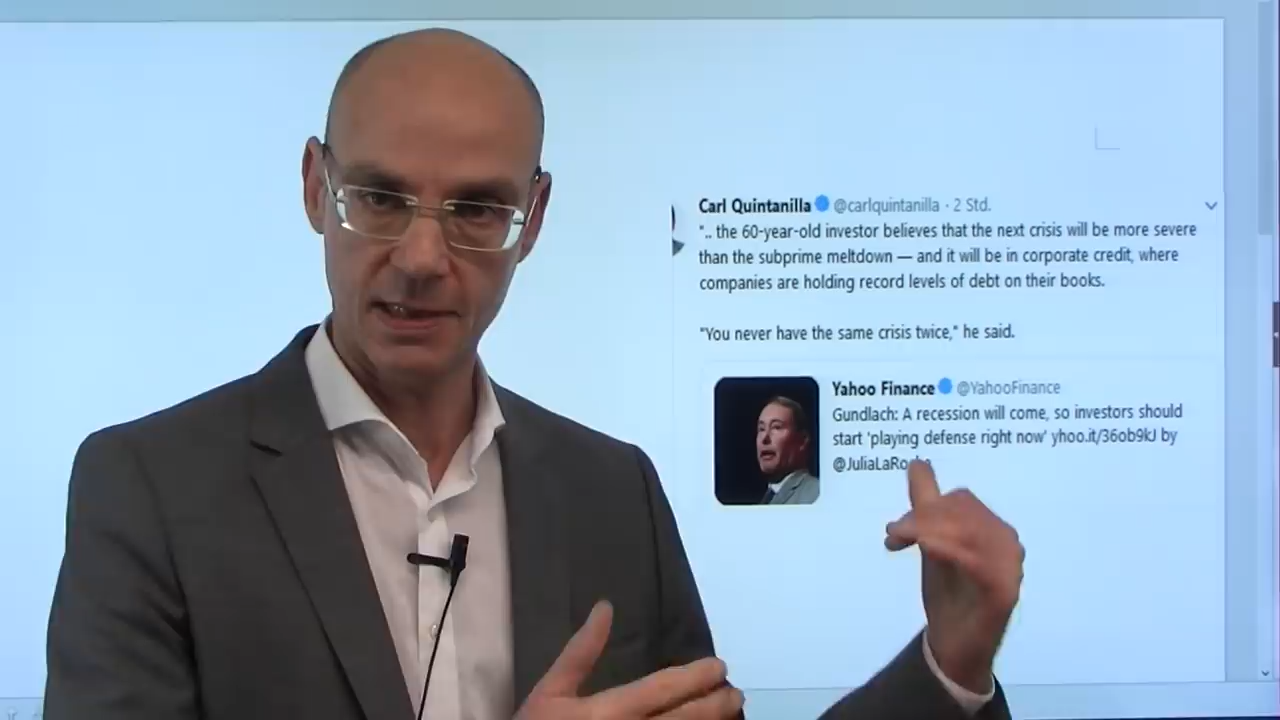 Carl Quintanilla @carlquintanilla · 2 Std.
".. the 60-year-old investor believes that the next crisis will be more severe
than the subprime meltdown — and it will be in corporate credit, where
companies are holding record levels of debt on their books.
"You never have the same crisis twice," he said.
Yahoo Finance @YahooFinance
Gundlach: A recession will come, so investors should
start 'playing defense right now' yhoo.it/36ob9kJ by
@JuliaLaRoche